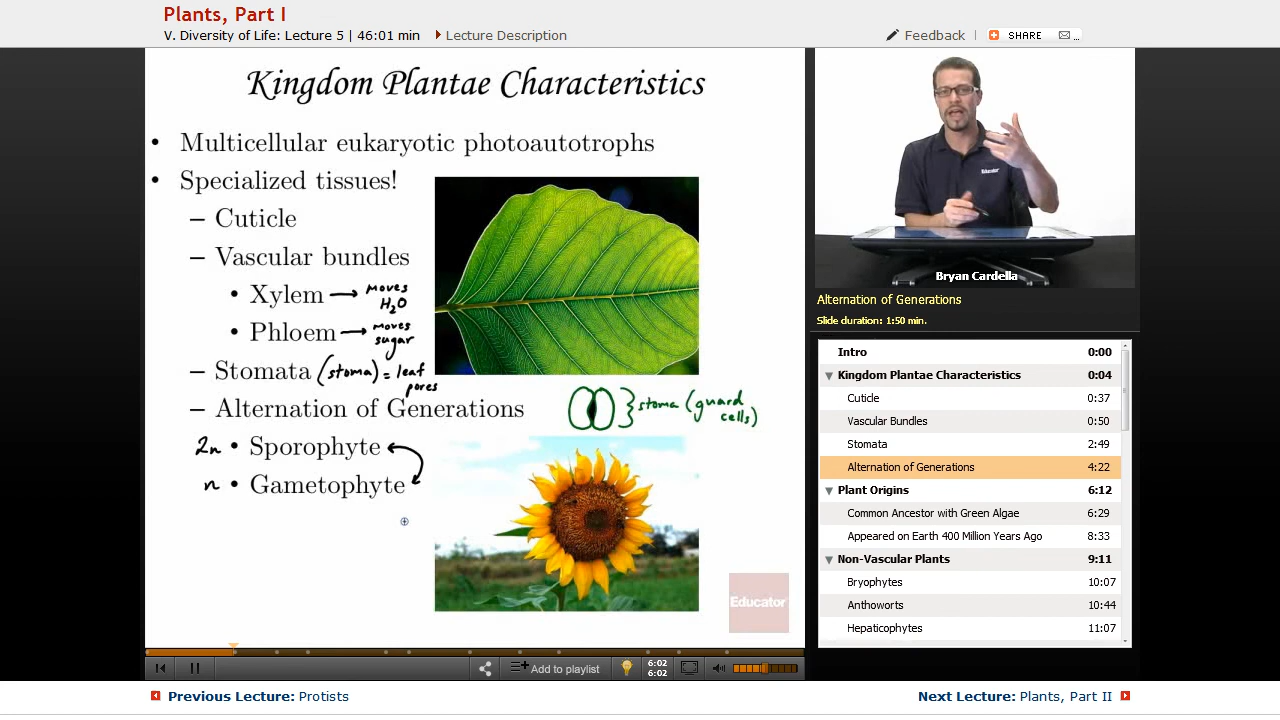 Plants, Part I
V. Diversity of Life: Lecture 5 | 46:01 min
Lecture Description
Feedback
SHARE
Kingdom Plantae Characteristics
• Multicellular eukaryotic photoautotrophs
• Specialized tissues!
– Cuticle
– Vascular bundles
• Xylem → moves H2O
• Phloem → moves sugar
– Stomata (stoma) = leaf pores
– Alternation of Generations
stoma (guard cells)
2n • Sporophyte
n • Gametophyte
Educator
Educator
Bryan Cardella
Alternation of Generations
Slide duration: 1:50 min.
Intro 0:00
Kingdom Plantae Characteristics 0:04
Cuticle 0:37
Vascular Bundles 0:50
Stomata 2:49
Alternation of Generations 4:22
Plant Origins 6:12
Common Ancestor with Green Algae 6:29
Appeared on Earth 400 Million Years Ago 8:33
Non-Vascular Plants 9:11
Bryophytes 10:07
Anthoworts 10:44
Hepaticophytes 11:07
Add to playlist
6:02
6:02
Previous Lecture: Protists
Next Lecture: Plants, Part II